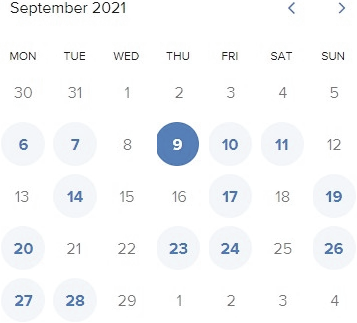 September 2021
MON TUE WED THU FRI SAT SUN
30 31 1 2 3 4 5
6 7 8 9 10 11 12
13 14 15 16 17 18 19
20 21 22 23 24 25 26
27 28 29 1 2 3 4